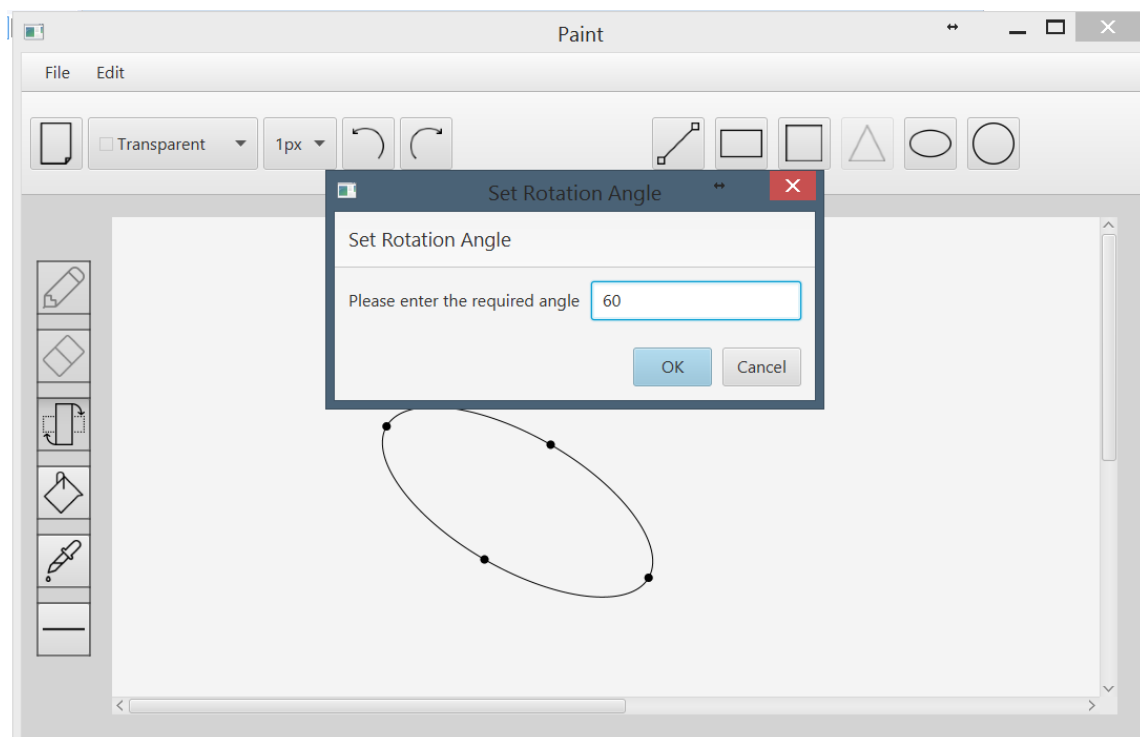 Paint
File Edit
Transparent 1px
Set Rotation Angle
Set Rotation Angle
Please enter the required angle 60
OK Cancel